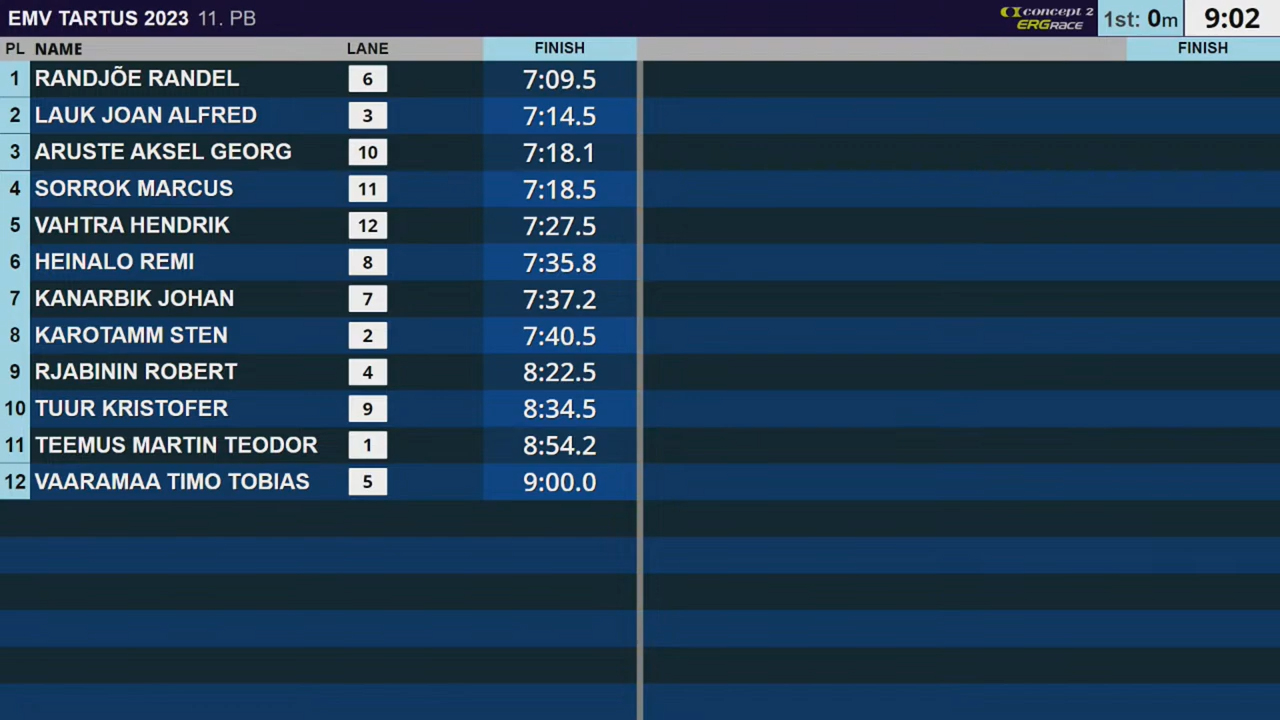 EMV TARTUS 2023 11. PB
concept 2
ERGRACE
1st: 0m
9:02
PL NAME LANE FINISH FINISH
1 RANDJÕE RANDEL 6 7:09.5
2 LAUK JOAN ALFRED 3 7:14.5
3 ARUSTE AKSEL GEORG 10 7:18.1
4 SORROK MARCUS 11 7:18.5
5 VAHTRA HENDRIK 12 7:27.5
6 HEINALO REMI 8 7:35.8
7 KANARBIK JOHAN 7 7:37.2
8 KAROTAMM STEN 2 7:40.5
9 RJABININ ROBERT 4 8:22.5
10 TUUR KRISTOFER 9 8:34.5
11 TEEMUS MARTIN TEODOR 1 8:54.2
12 VAARAMAA TIMO TOBIAS 5 9:00.0